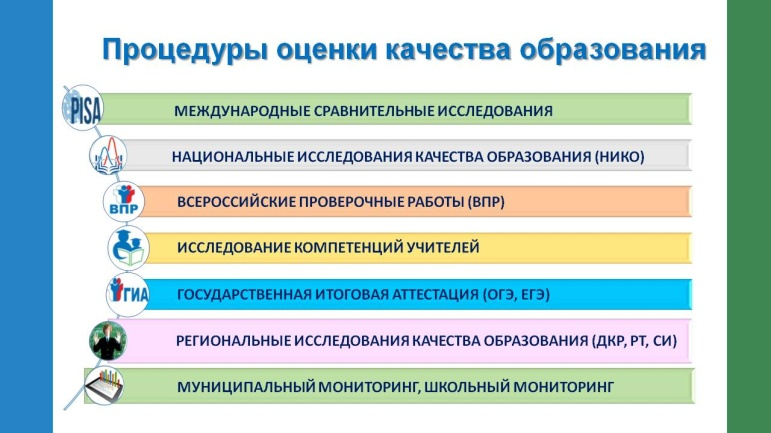 Процедуры оценки качества образования
PISA
МЕЖДУНАРОДНЫЕ СРАВНИТЕЛЬНЫЕ ИССЛЕДОВАНИЯ
НАЦИОНАЛЬНЫЕ ИССЛЕДОВАНИЯ КАЧЕСТВА ОБРАЗОВАНИЯ (НИКО)
ВПР
ВСЕРОССИЙСКИЕ ПРОВЕРОЧНЫЕ РАБОТЫ (ВПР)
ИССЛЕДОВАНИЕ КОМПЕТЕНЦИЙ УЧИТЕЛЕЙ
ГИА
ГОСУДАРСТВЕННАЯ ИТОГОВАЯ АТТЕСТАЦИЯ (ОГЭ, ЕГЭ)
РЕГИОНАЛЬНЫЕ ИССЛЕДОВАНИЯ КАЧЕСТВА ОБРАЗОВАНИЯ (ДКР, РТ, СИ)
МУНИЦИПАЛЬНЫЙ МОНИТОРИНГ, ШКОЛЬНЫЙ МОНИТОРИНГ